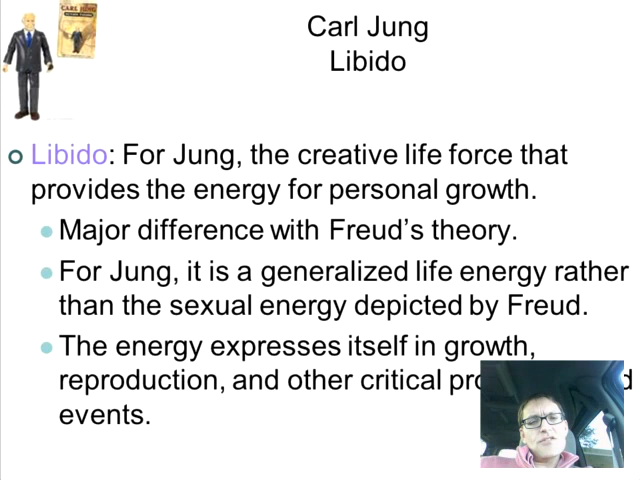 CARL JUNG
Carl Jung
Libido
Libido: For Jung, the creative life force that
provides the energy for personal growth.
Major difference with Freud's theory.
For Jung, it is a generalized life energy rather
than the sexual energy depicted by Freud.
The energy expresses itself in growth,
reproduction, and other critical
events.